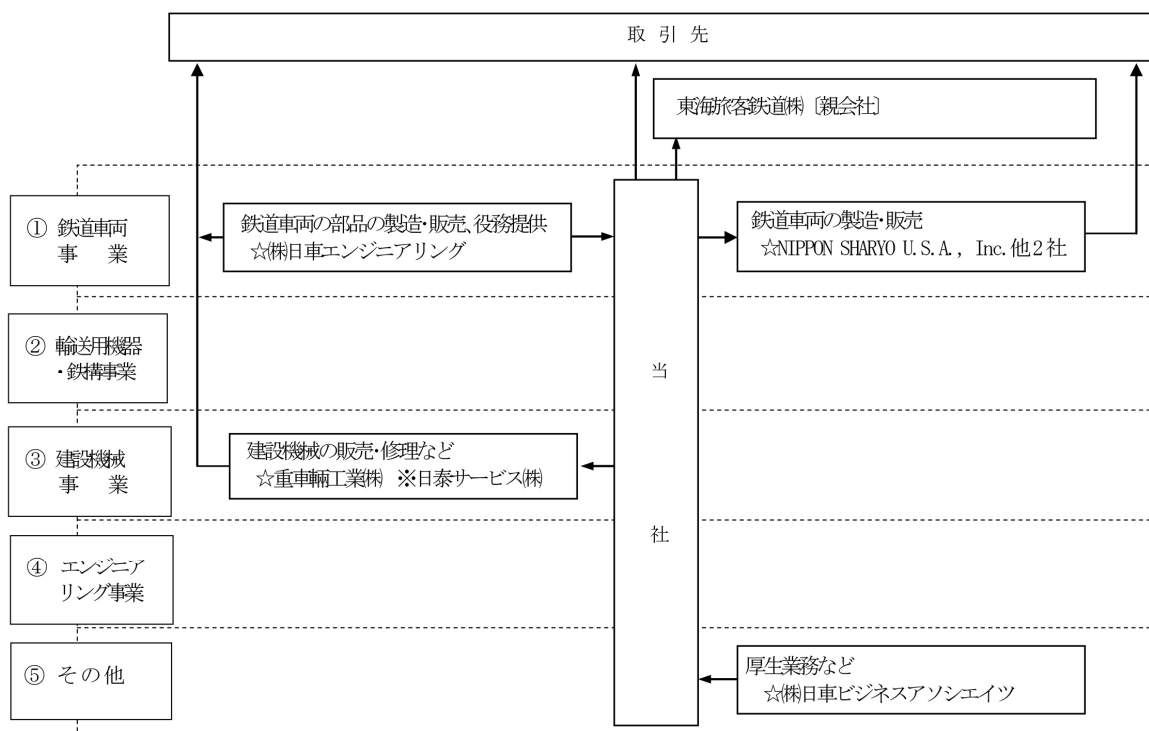 取 引 先
東海旅客鉄道㈱〔親会社〕
① 鉄道車両
事 業
鉄道車両の部品の製造・販売、役務提供
☆㈱日車エンジニアリング
鉄道車両の製造・販売
☆NIPPON SHARYO U.S.A., Inc.他2社
② 輸送用機器
・鉄構事業
当
社
③ 建設機械
事 業
建設機械の販売・修理など
☆重車輛工業㈱ ※日泰サービス㈱
④ エンジニア
リング事業
⑤ その他
厚生業務など
☆㈱日車ビジネスアソシエイツ